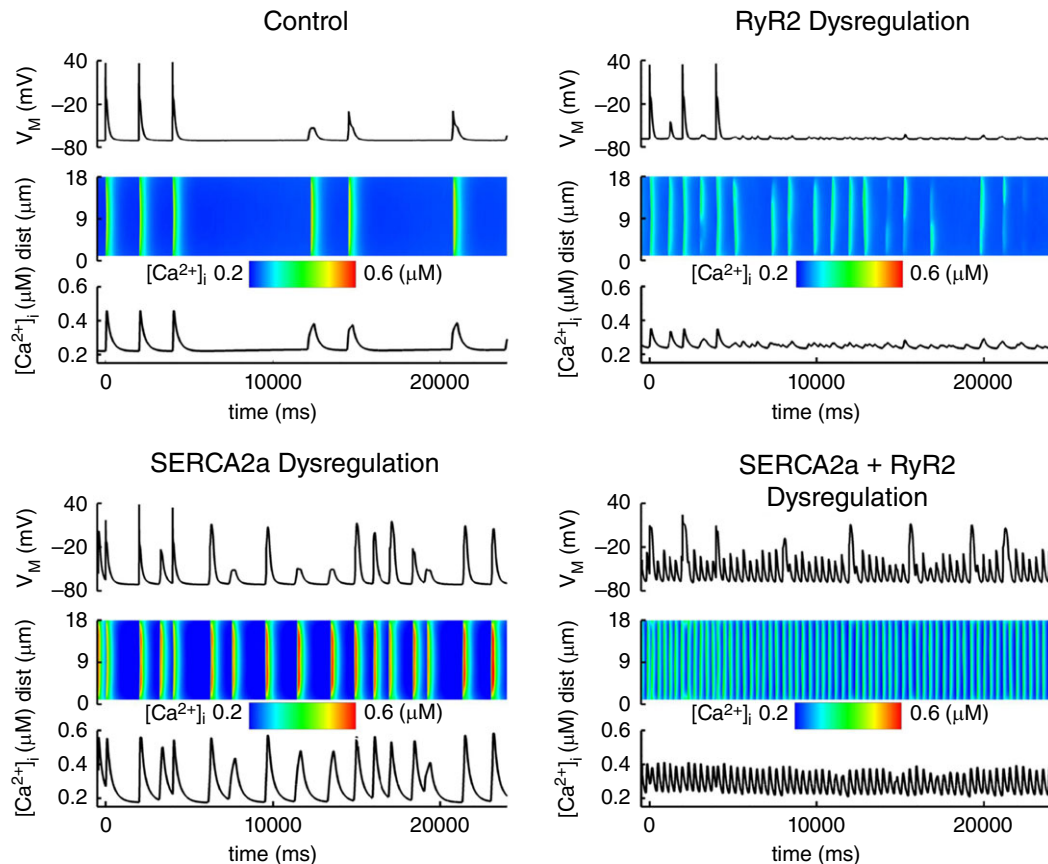 Control
V_M (mV)
40
−20
−80
dist (μm)
18
9
0
[Ca²⁺]ᵢ 0.2 0.6 (μM)
[Ca²⁺]ᵢ (μM)
0.6
0.4
0.2
0 10000 20000
time (ms)
RyR2 Dysregulation
V_M (mV)
40
−20
−80
dist (μm)
18
9
0
[Ca²⁺]ᵢ 0.2 0.6 (μM)
[Ca²⁺]ᵢ (μM)
0.6
0.4
0.2
0 10000 20000
time (ms)
SERCA2a Dysregulation
V_M (mV)
40
−20
−80
dist (μm)
18
9
0
[Ca²⁺]ᵢ 0.2 0.6 (μM)
[Ca²⁺]ᵢ (μM)
0.6
0.4
0.2
0 10000 20000
time (ms)
SERCA2a + RyR2
Dysregulation
V_M (mV)
40
−20
−80
dist (μm)
18
9
0
[Ca²⁺]ᵢ 0.2 0.6 (μM)
[Ca²⁺]ᵢ (μM)
0.6
0.4
0.2
0 10000 20000
time (ms)